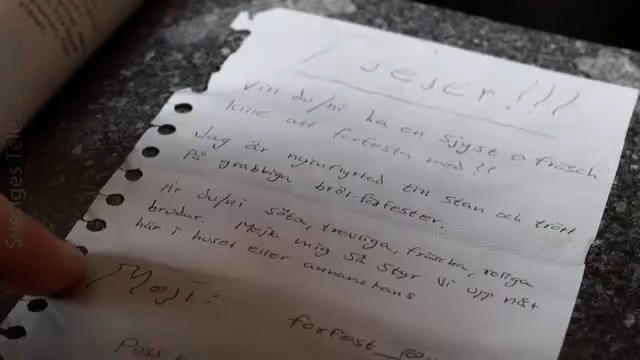 Tjejer!!!
Vill du/ni ha en sjyst o fräsch
kille att förfesta med?!
Jag är nyinflyttad till stan och trött
på grabbiga bröl-förfester.
Är du/ni söta, trevliga, fräscha, roliga
brudar. Mejla mig så styr vi upp nåt
här i huset eller annanstans
Mejl:
forfest_@
Puss
Sveriges Television